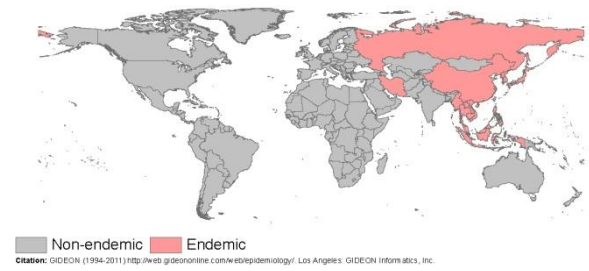 Non-endemic Endemic
Citation: GIDEON (1994-2011) http://web.gideononline.com/web/epidemiology/. Los Angeles: GIDEON Informatics, Inc.